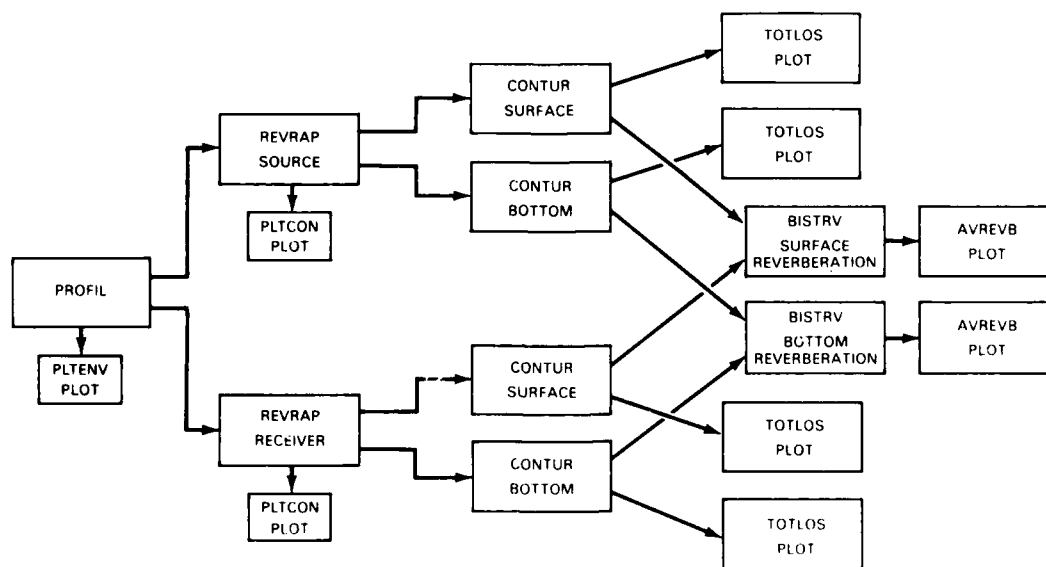 PROFIL
PLTENV
PLOT
REVRAP
SOURCE
PLTCON
PLOT
REVRAP
RECEIVER
PLTCON
PLOT
CONTUR
SURFACE
CONTUR
BOTTOM
CONTUR
SURFACE
CONTUR
BOTTOM
TOTLOS
PLOT
TOTLOS
PLOT
BISTRV
SURFACE
REVERBERATION
BISTRV
BOTTOM
REVERBERATION
TOTLOS
PLOT
TOTLOS
PLOT
AVREVB
PLOT
AVREVB
PLOT